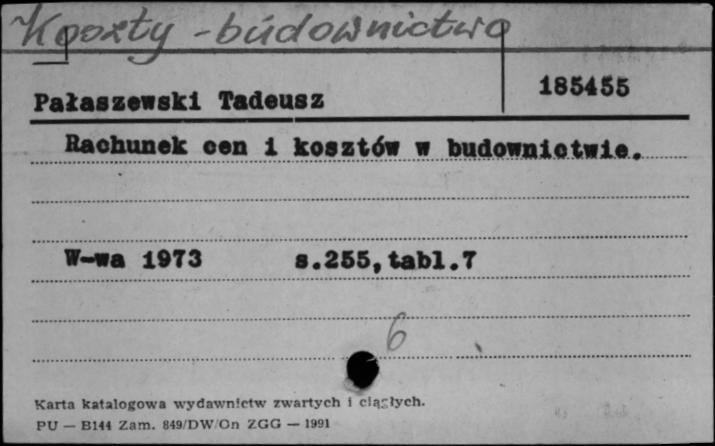 Koszty - budownictwo
185455
Pałaszewski Tadeusz
Rachunek cen i kosztów w budownictwie.
W-wa 1973 s.255,tabl.7
6
Karta katalogowa wydawnictw zwartych i ciągłych.
PU — B144 Zam. 849/DW/On ZGG — 1991